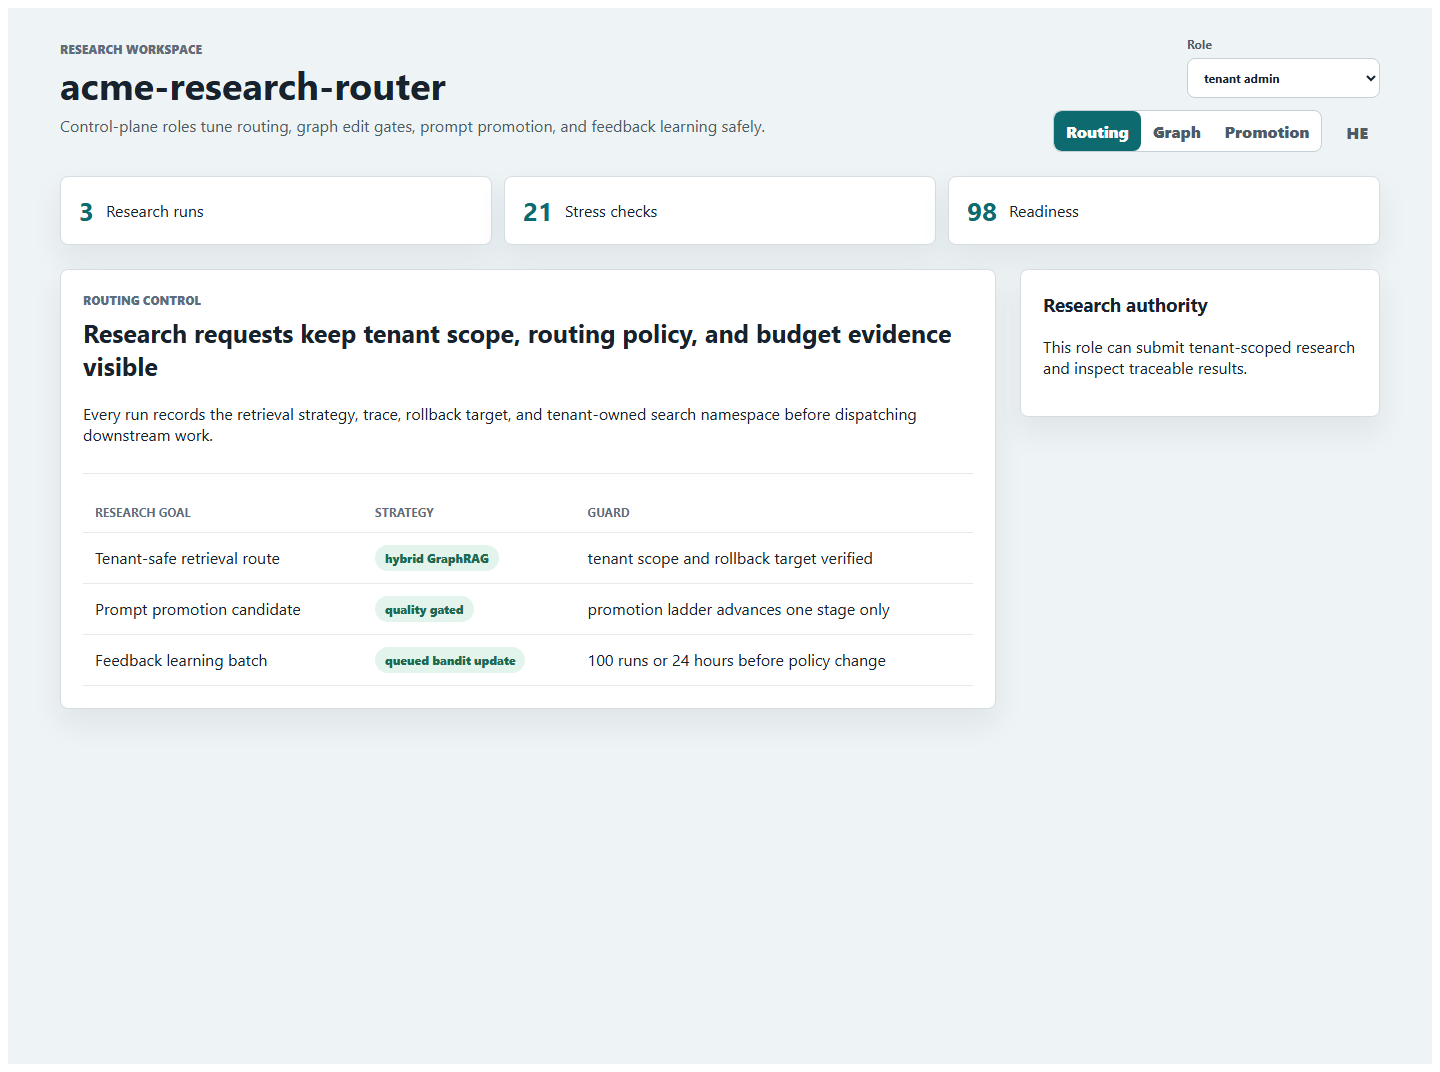 RESEARCH WORKSPACE
acme-research-router
Control-plane roles tune routing, graph edit gates, prompt promotion, and feedback learning safely.
Role
tenant admin
Routing Graph Promotion HE
3 Research runs
21 Stress checks
98 Readiness
ROUTING CONTROL
Research requests keep tenant scope, routing policy, and budget evidence
visible
Every run records the retrieval strategy, trace, rollback target, and tenant-owned search namespace before dispatching
downstream work.
RESEARCH GOAL STRATEGY GUARD
Tenant-safe retrieval route hybrid GraphRAG tenant scope and rollback target verified
Prompt promotion candidate quality gated promotion ladder advances one stage only
Feedback learning batch queued bandit update 100 runs or 24 hours before policy change
Research authority
This role can submit tenant-scoped research
and inspect traceable results.